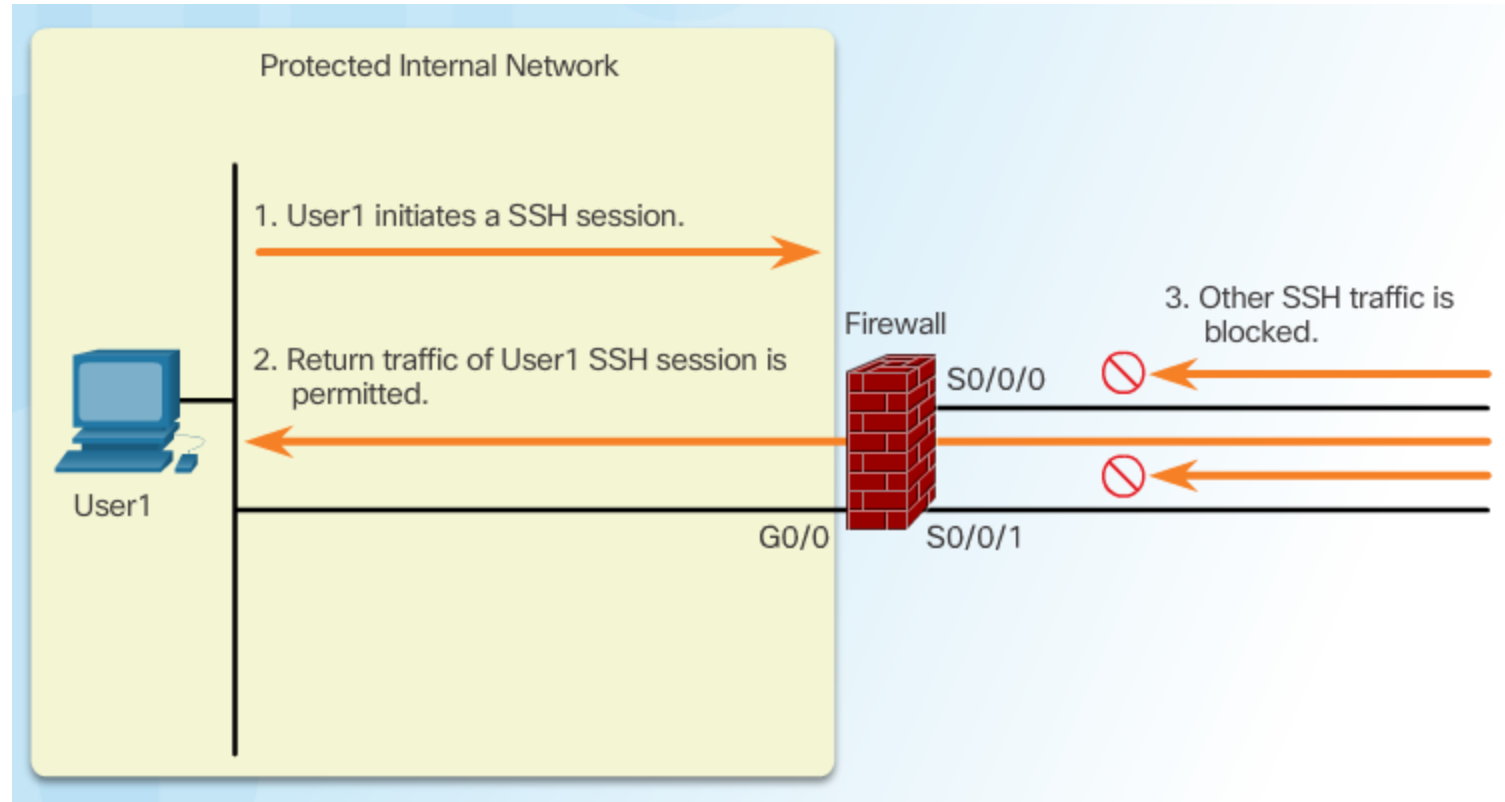 Protected Internal Network
1. User1 initiates a SSH session.
2. Return traffic of User1 SSH session is
permitted.
User1
G0/0
Firewall
S0/0/0
S0/0/1
3. Other SSH traffic is
blocked.